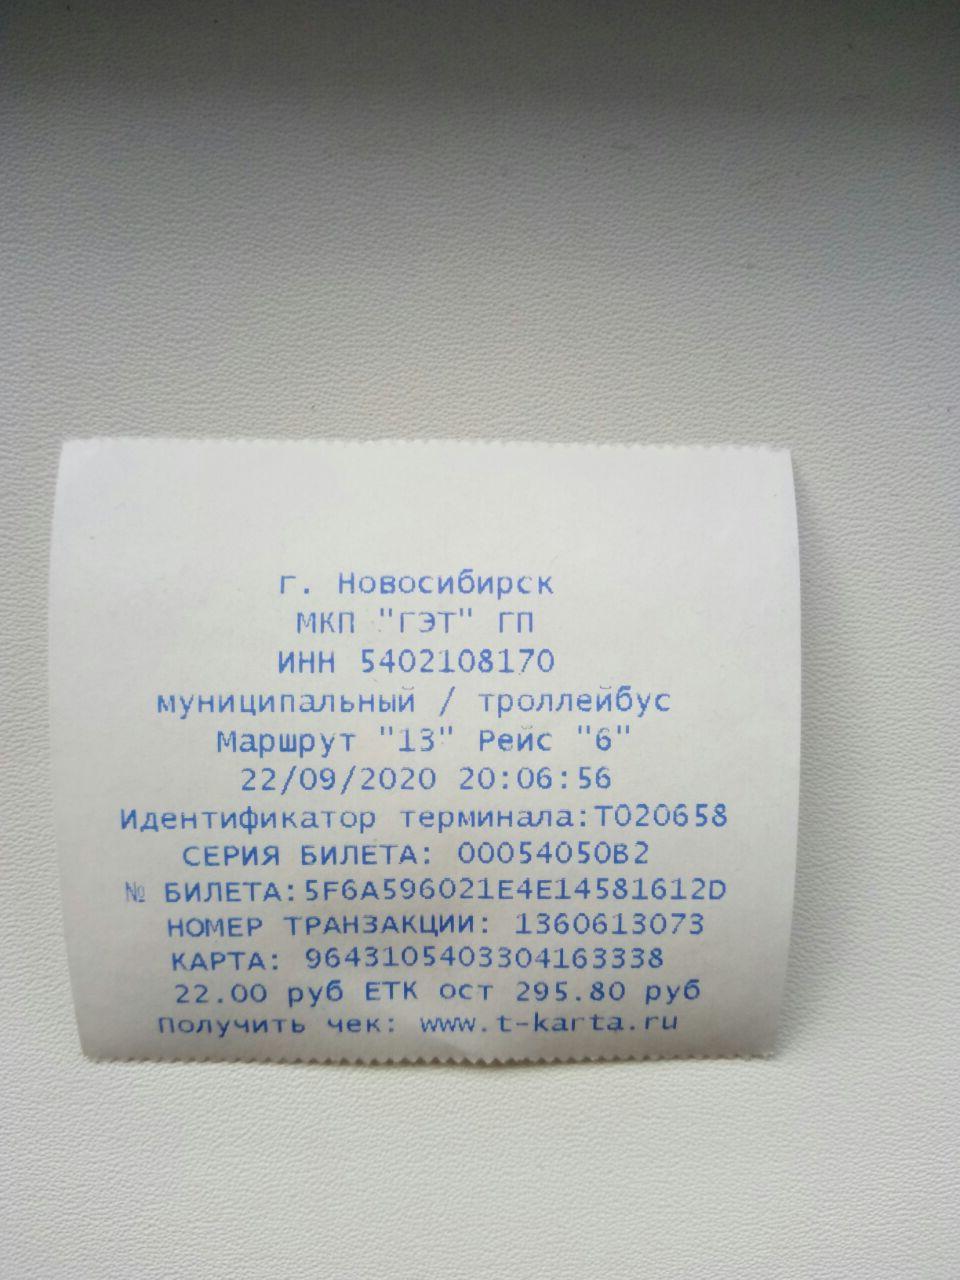 г. Новосибирск
МКП "ГЭТ" ГП
ИНН 5402108170
муниципальный / троллейбус
Маршрут "13" Рейс "6"
22/09/2020 20:06:56
Идентификатор терминала:Т020658
СЕРИЯ БИЛЕТА: 00054050B2
№ БИЛЕТА:5F6A596021E4E14581612D
НОМЕР ТРАНЗАКЦИИ: 1360613073
КАРТА: 9643105403304163338
22.00 руб ЕТК ост 295.80 руб
Получить чек: www.t-karta.ru